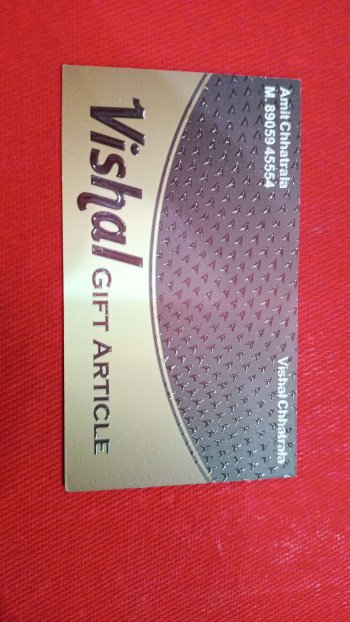 Amit Chhatrala
M. 89059 45554
Vishal Chhatrala
Vishal GIFT ARTICLE